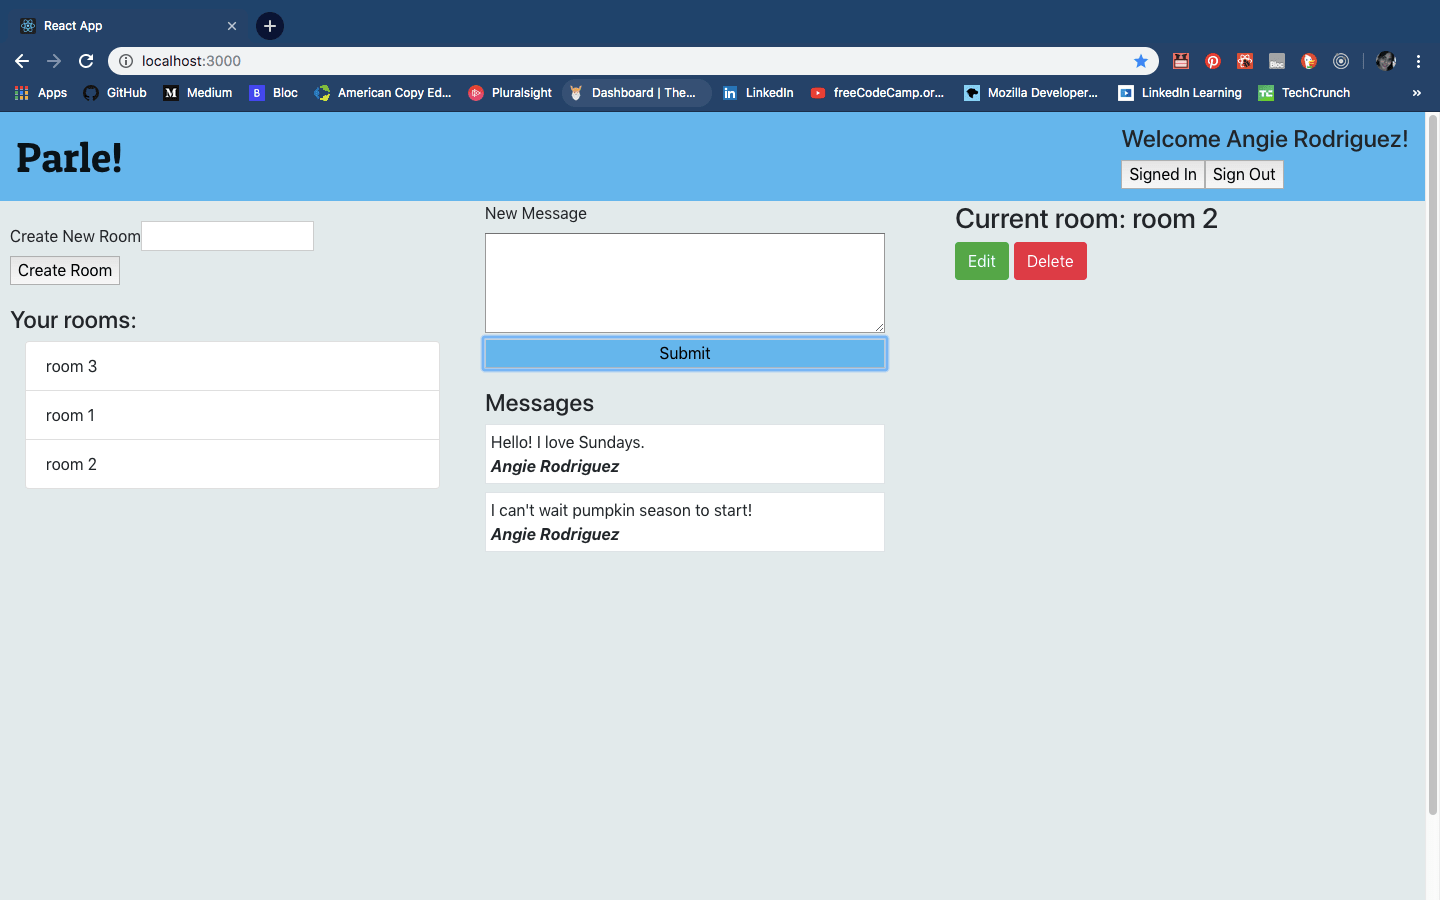 React App
localhost:3000
Apps
GitHub
Medium
Bloc
American Copy Ed...
Pluralsight
Dashboard | The...
LinkedIn
freeCodeCamp.or...
Mozilla Developer...
LinkedIn Learning
TechCrunch
»
Parle!
Welcome Angie Rodriguez!
Signed In
Sign Out
Create New Room
Create Room
Your rooms:
room 3
room 1
room 2
New Message
Submit
Messages
Hello! I love Sundays.
Angie Rodriguez
I can't wait pumpkin season to start!
Angie Rodriguez
Current room: room 2
Edit
Delete